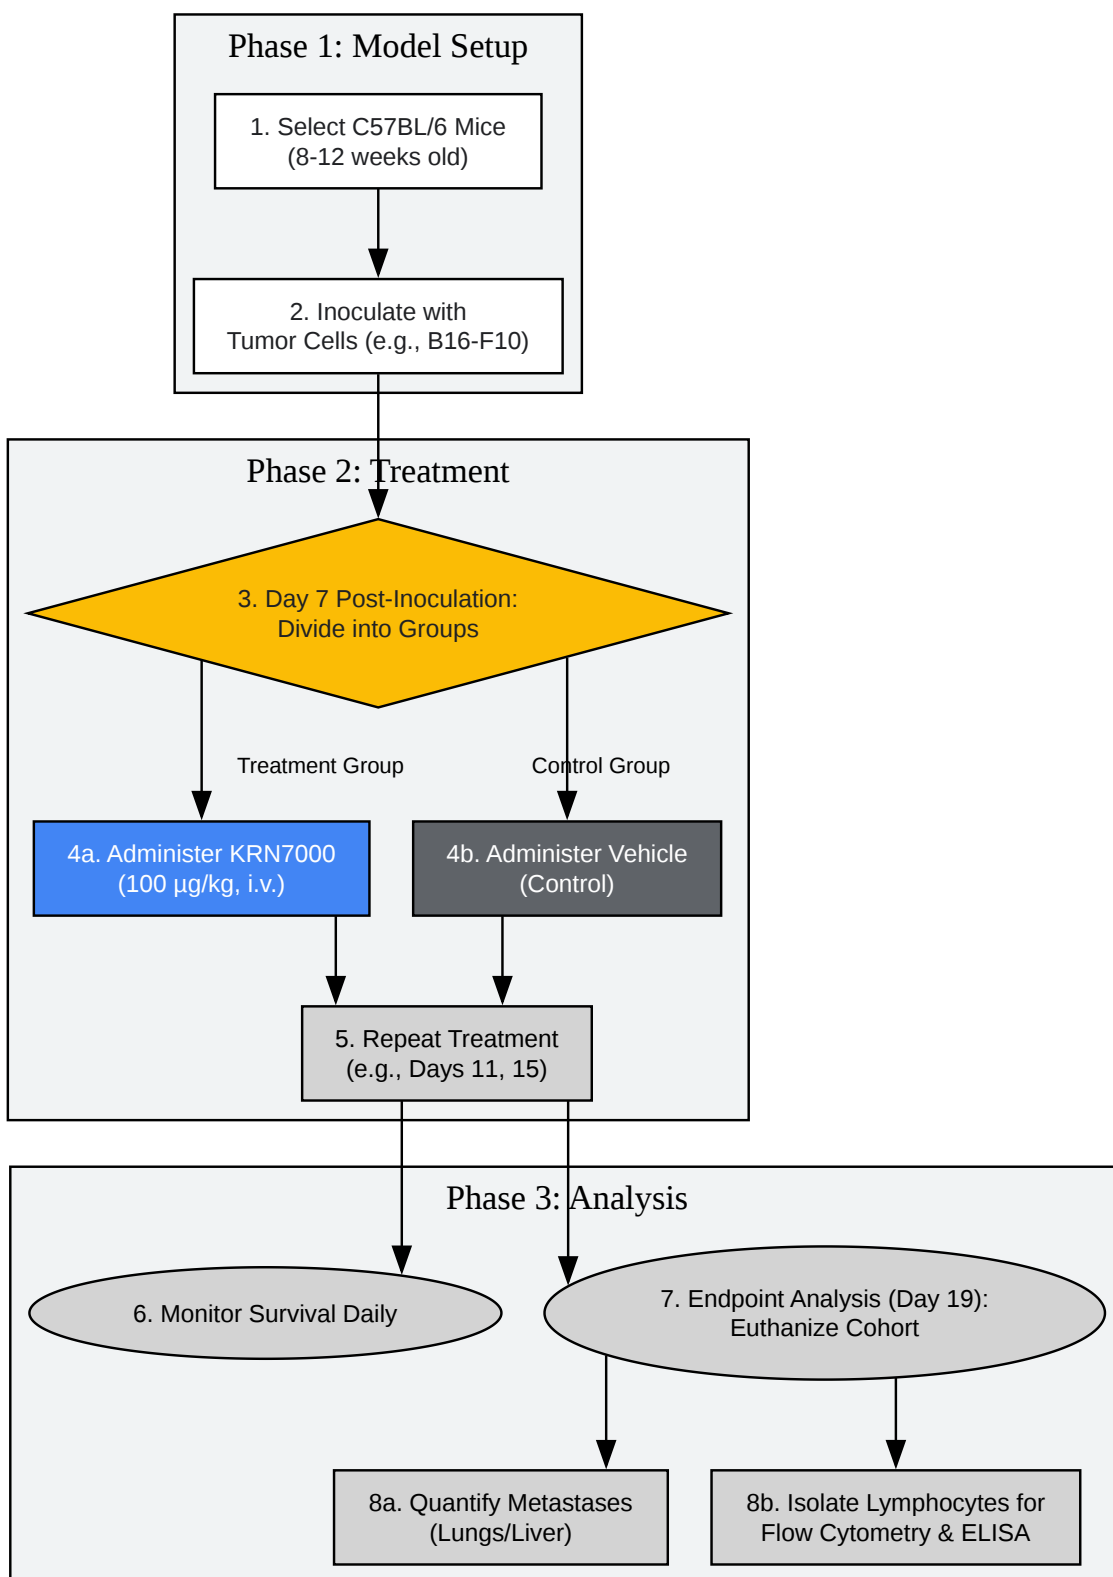 Phase 1: Model Setup
1. Select C57BL/6 Mice
(8-12 weeks old)
2. Inoculate with
Tumor Cells (e.g., B16-F10)
Phase 2: Treatment
3. Day 7 Post-Inoculation:
Divide into Groups
Treatment Group
Control Group
4a. Administer KRN7000
(100 µg/kg, i.v.)
4b. Administer Vehicle
(Control)
5. Repeat Treatment
(e.g., Days 11, 15)
Phase 3: Analysis
6. Monitor Survival Daily
7. Endpoint Analysis (Day 19):
Euthanize Cohort
8a. Quantify Metastases
(Lungs/Liver)
8b. Isolate Lymphocytes for
Flow Cytometry & ELISA